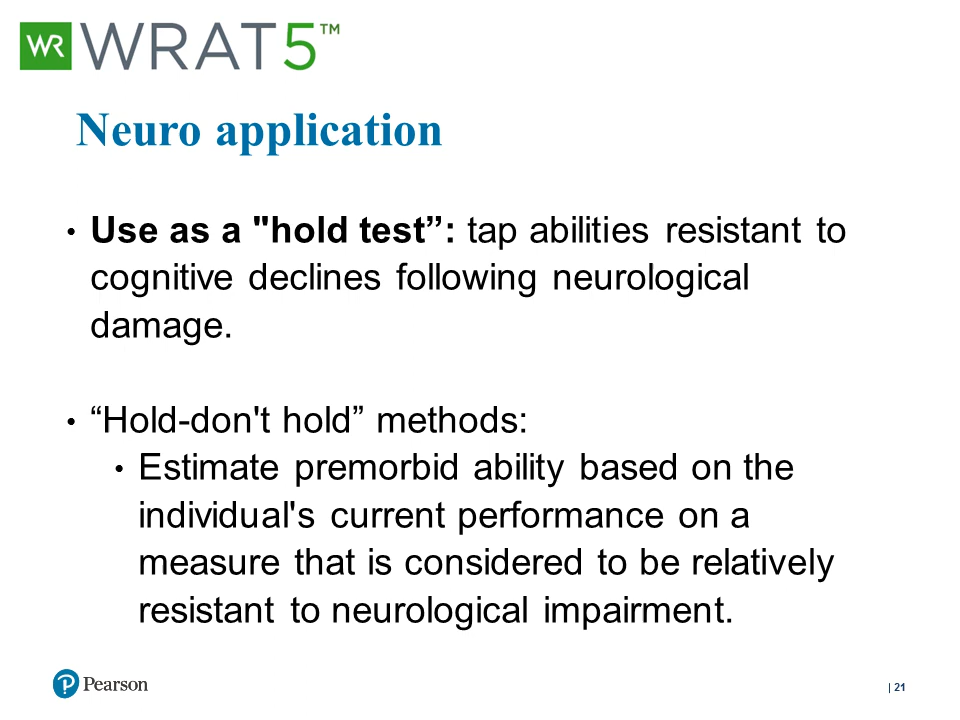 WR WRAT5™
Neuro application
• Use as a "hold test”: tap abilities resistant to
cognitive declines following neurological
damage.
• “Hold-don't hold” methods:
• Estimate premorbid ability based on the
individual's current performance on a
measure that is considered to be relatively
resistant to neurological impairment.
P Pearson
| 21